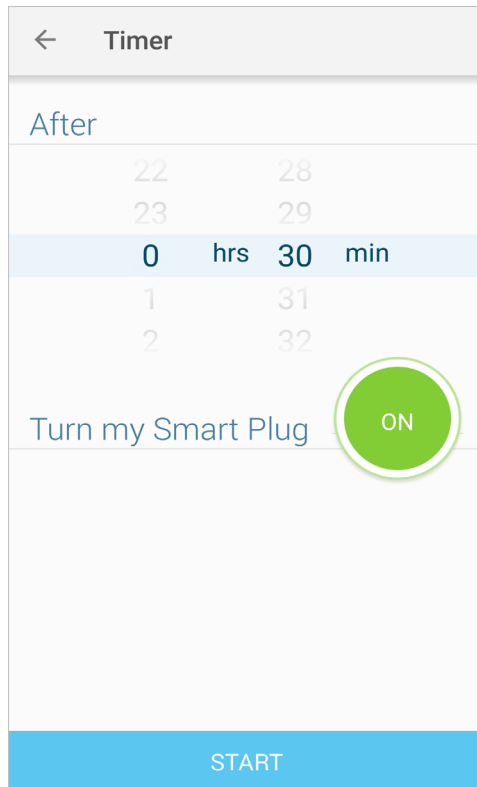 Timer
After
22 28
23 29
0 hrs 30 min
1 31
2 32
Turn my Smart Plug ON
START